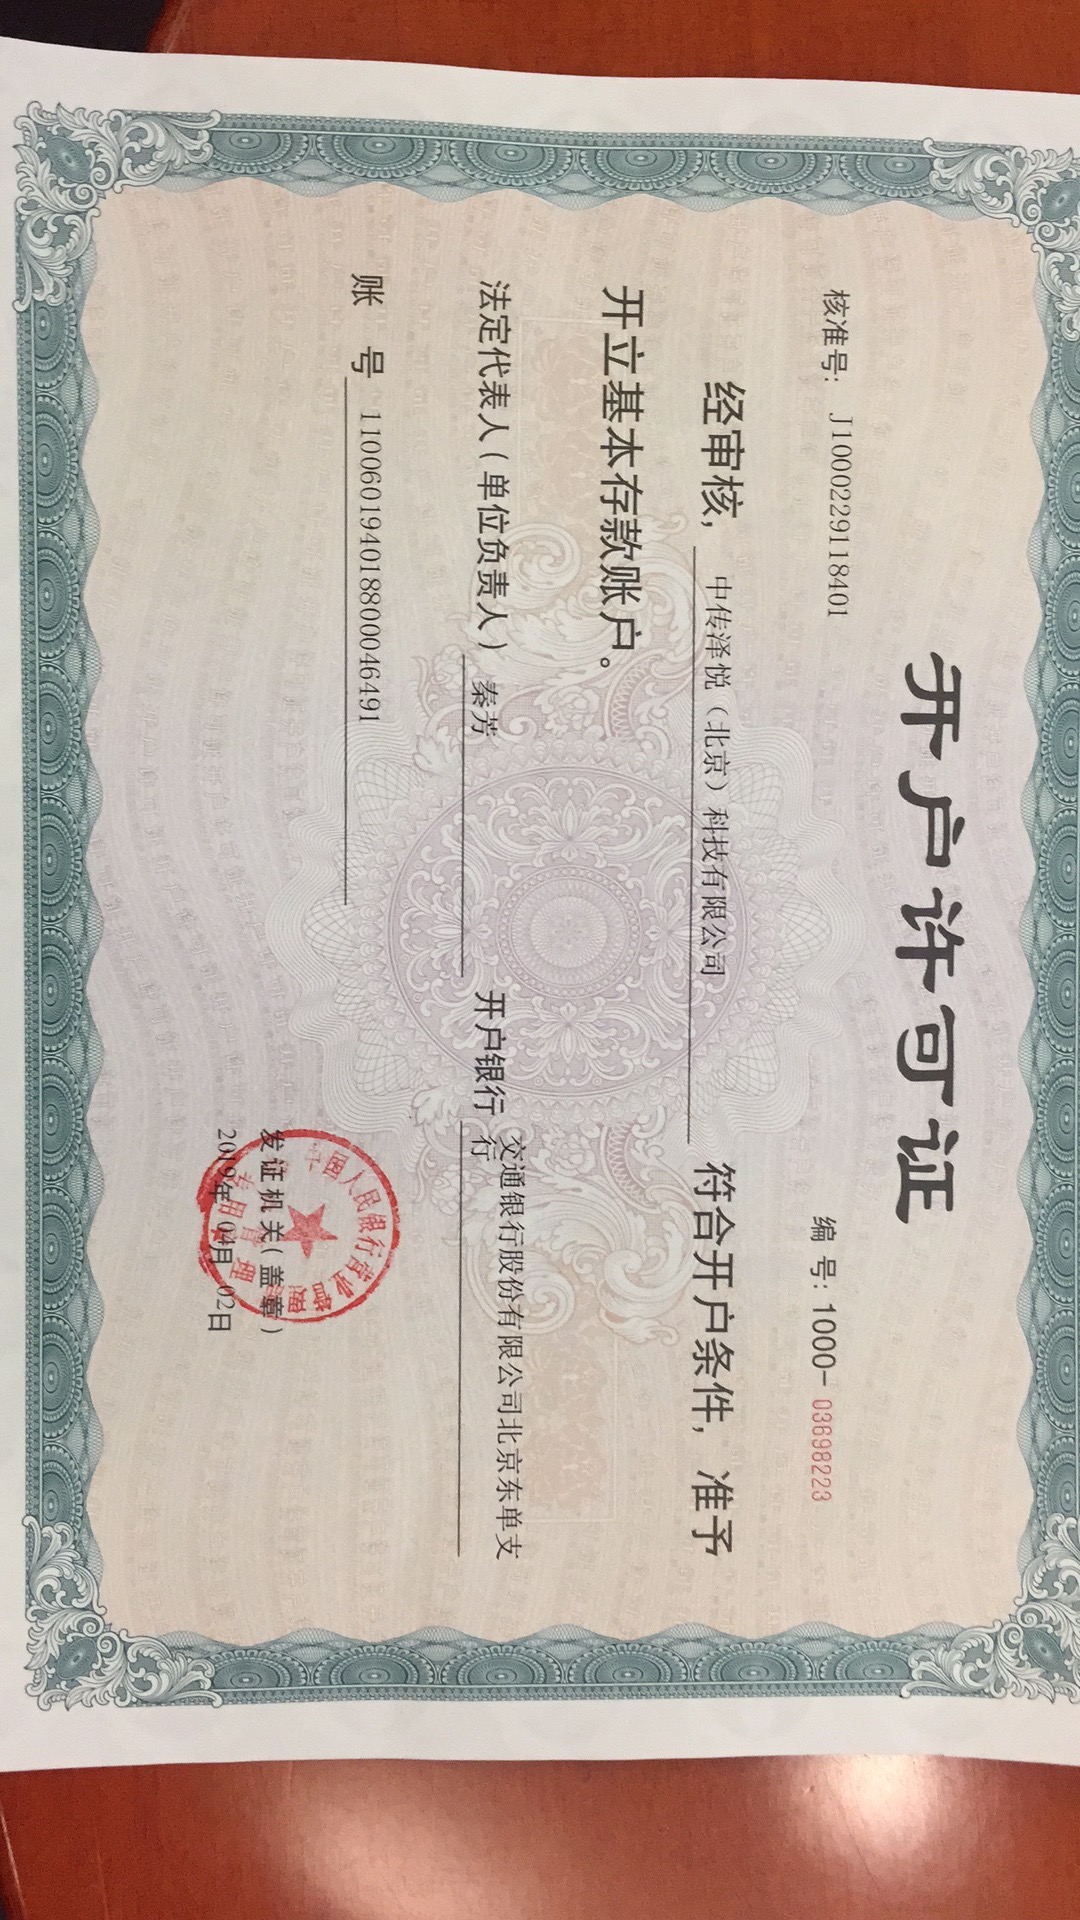 开户许可证
核准号: J1000229118401
编 号: 1000- 03698223
经审核, 中传泽悦（北京）科技有限公司 符合开户条件, 准予
开立基本存款账户。
法定代表人(单位负责人) 秦芳 开户银行 交通银行股份有限公司北京东单支
行
账 号 110060194018800046491
中国人民银行营业管理部
发证机关(盖章)
2019年 04月 02日